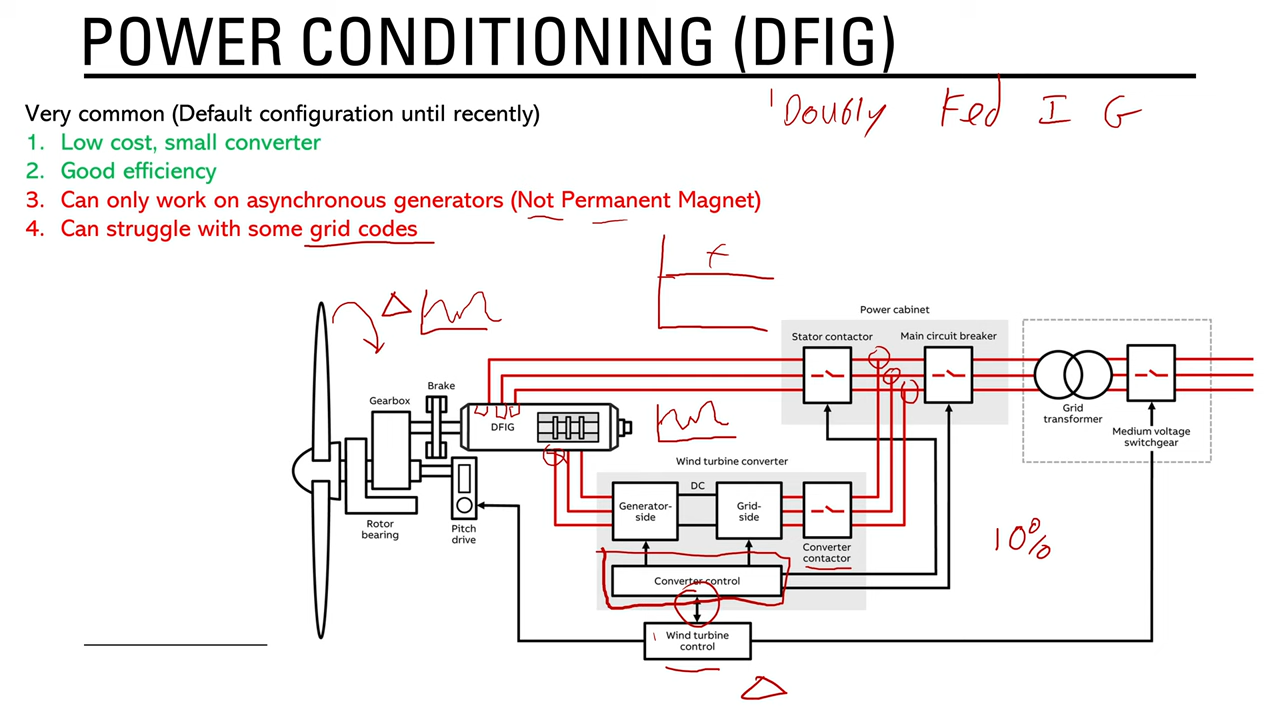 POWER CONDITIONING (DFIG)
Very common (Default configuration until recently)
Doubly Fed I G
1. Low cost, small converter
2. Good efficiency
3. Can only work on asynchronous generators (Not Permanent Magnet)
4. Can struggle with some grid codes
Power cabinet
Stator contactor
Main circuit breaker
Brake
Gearbox
DFIG
Grid
transformer
Medium voltage
switchgear
Wind turbine converter
DC
Generator-
side
Grid-
side
Rotor
bearing
Pitch
drive
Converter
contactor
10%
Converter control
Wind turbine
control